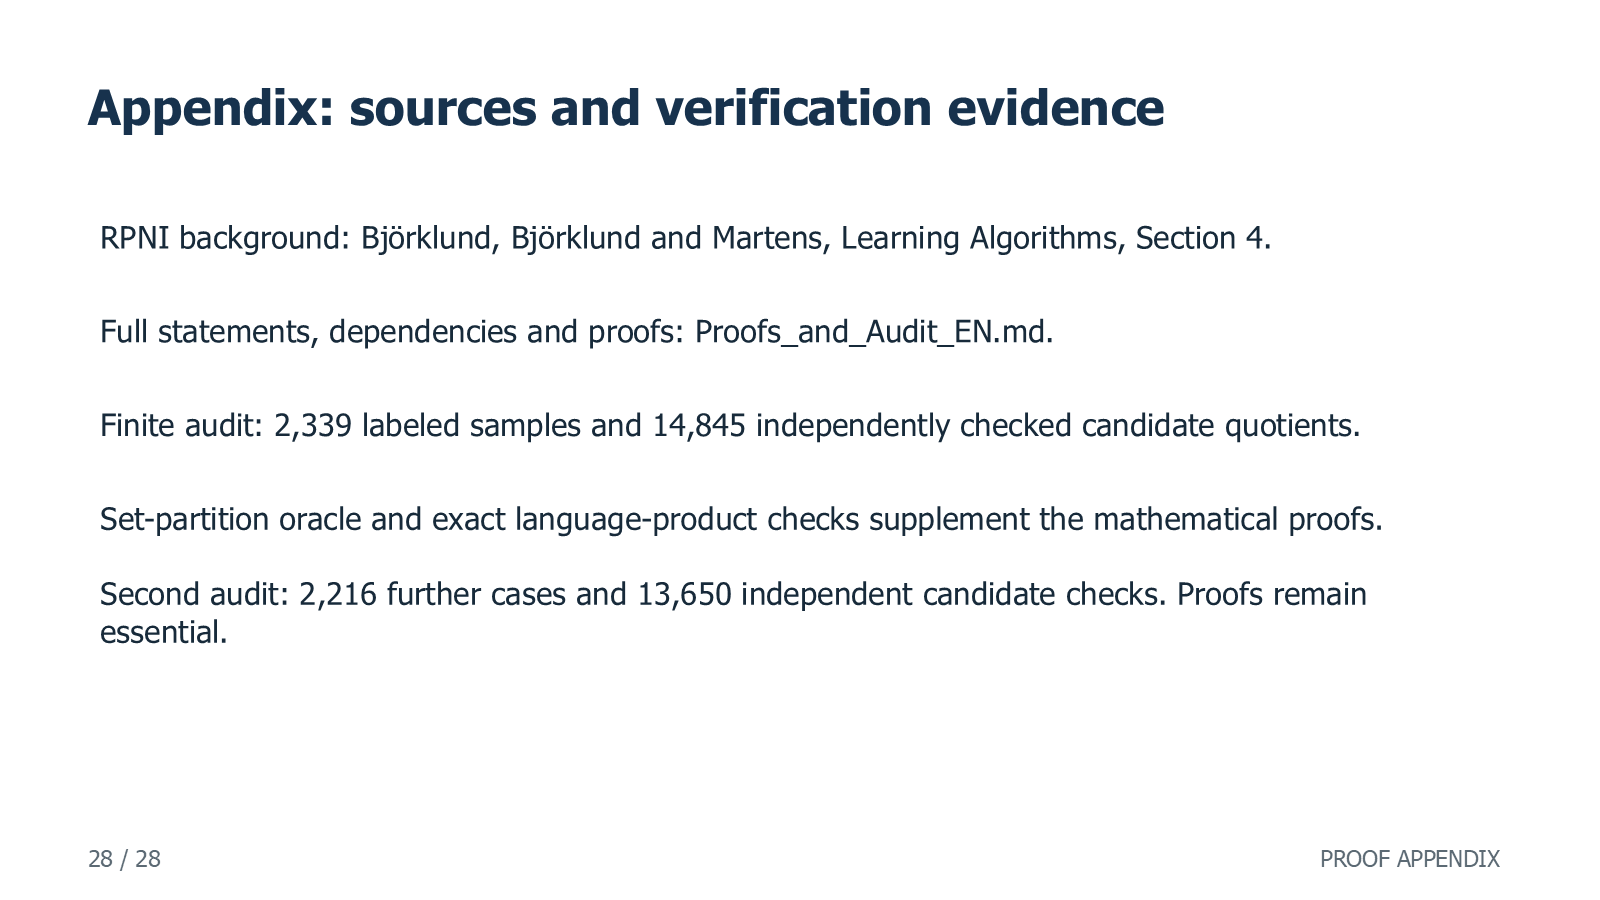 Appendix: sources and verification evidence
RPNI background: Björklund, Björklund and Martens, Learning Algorithms, Section 4.
Full statements, dependencies and proofs: Proofs_and_Audit_EN.md.
Finite audit: 2,339 labeled samples and 14,845 independently checked candidate quotients.
Set-partition oracle and exact language-product checks supplement the mathematical proofs.
Second audit: 2,216 further cases and 13,650 independent candidate checks. Proofs remain
essential.
28 / 28
PROOF APPENDIX